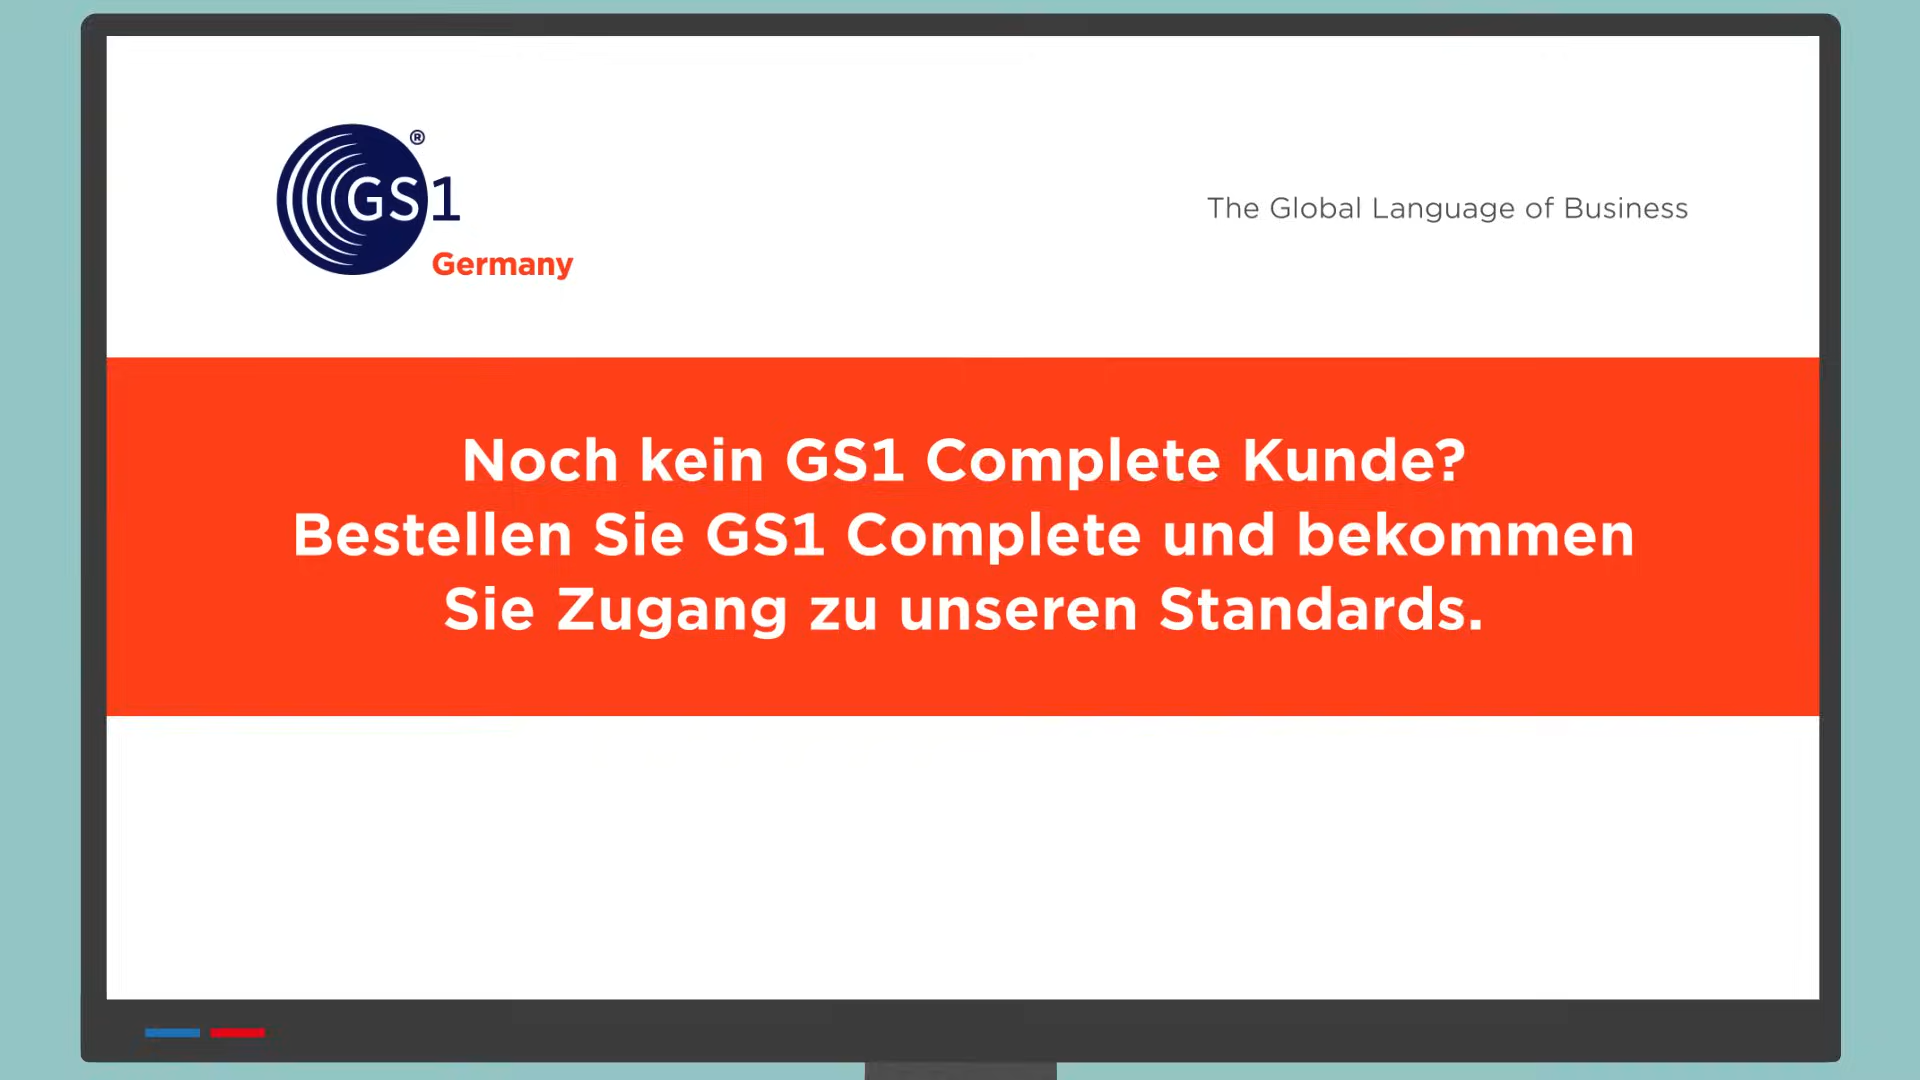 GS1®
Germany
The Global Language of Business
Noch kein GS1 Complete Kunde?
Bestellen Sie GS1 Complete und bekommen
Sie Zugang zu unseren Standards.